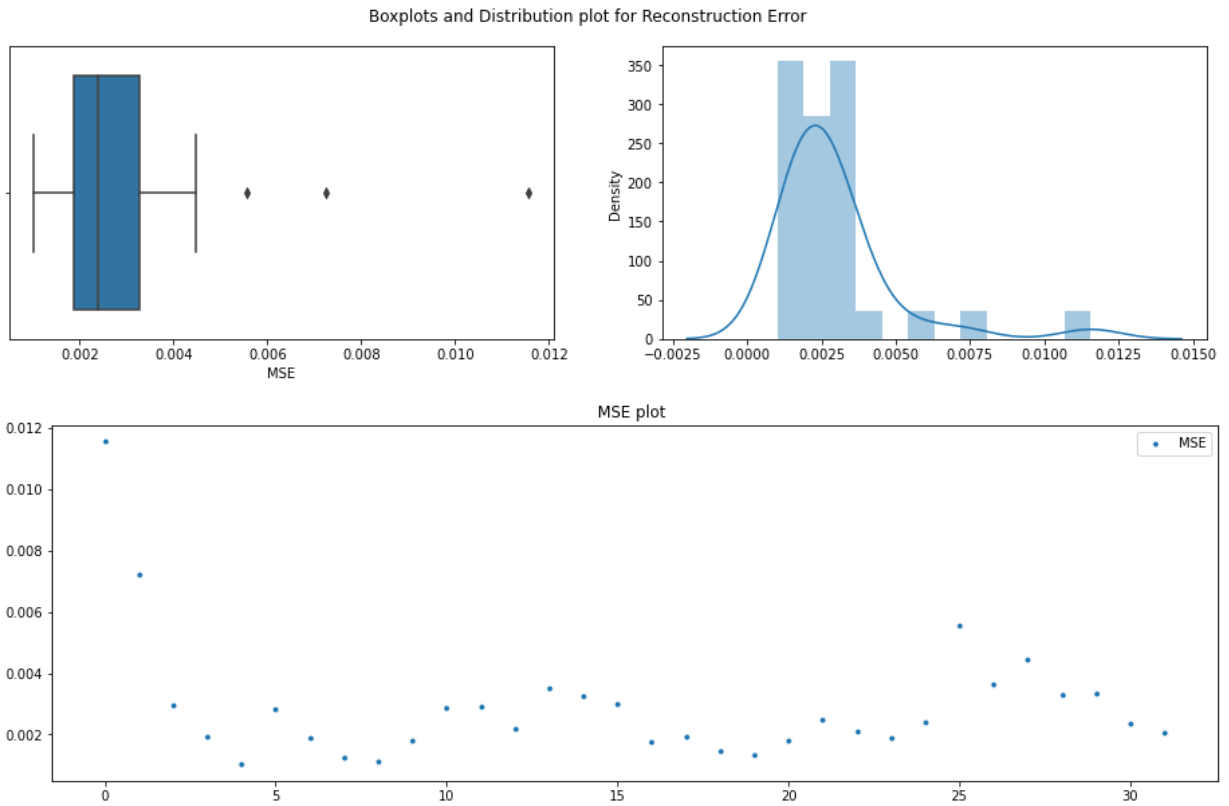 Boxplots and Distribution plot for Reconstruction Error
0.002 0.004 0.006 0.008 0.010 0.012
MSE
350
300
250
200
150
100
50
0
Density
−0.0025 0.0000 0.0025 0.0050 0.0075 0.0100 0.0125 0.0150
MSE plot
MSE
0.012
0.010
0.008
0.006
0.004
0.002
0 5 10 15 20 25 30